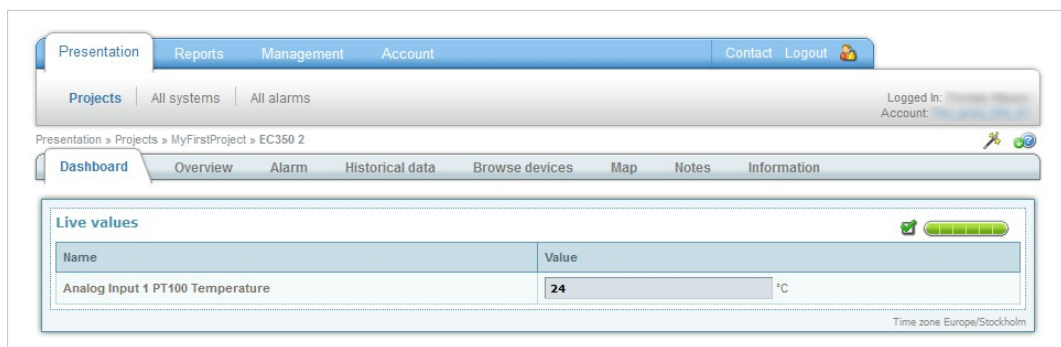 Presentation Reports Management Account Contact Logout
Projects All systems All alarms
Logged In:
Account:
Presentation » Projects » MyFirstProject » EC350 2
Dashboard Overview Alarm Historical data Browse devices Map Notes Information
Live values
Name Value
Analog Input 1 PT100 Temperature 24 °C
Time zone Europe/Stockholm